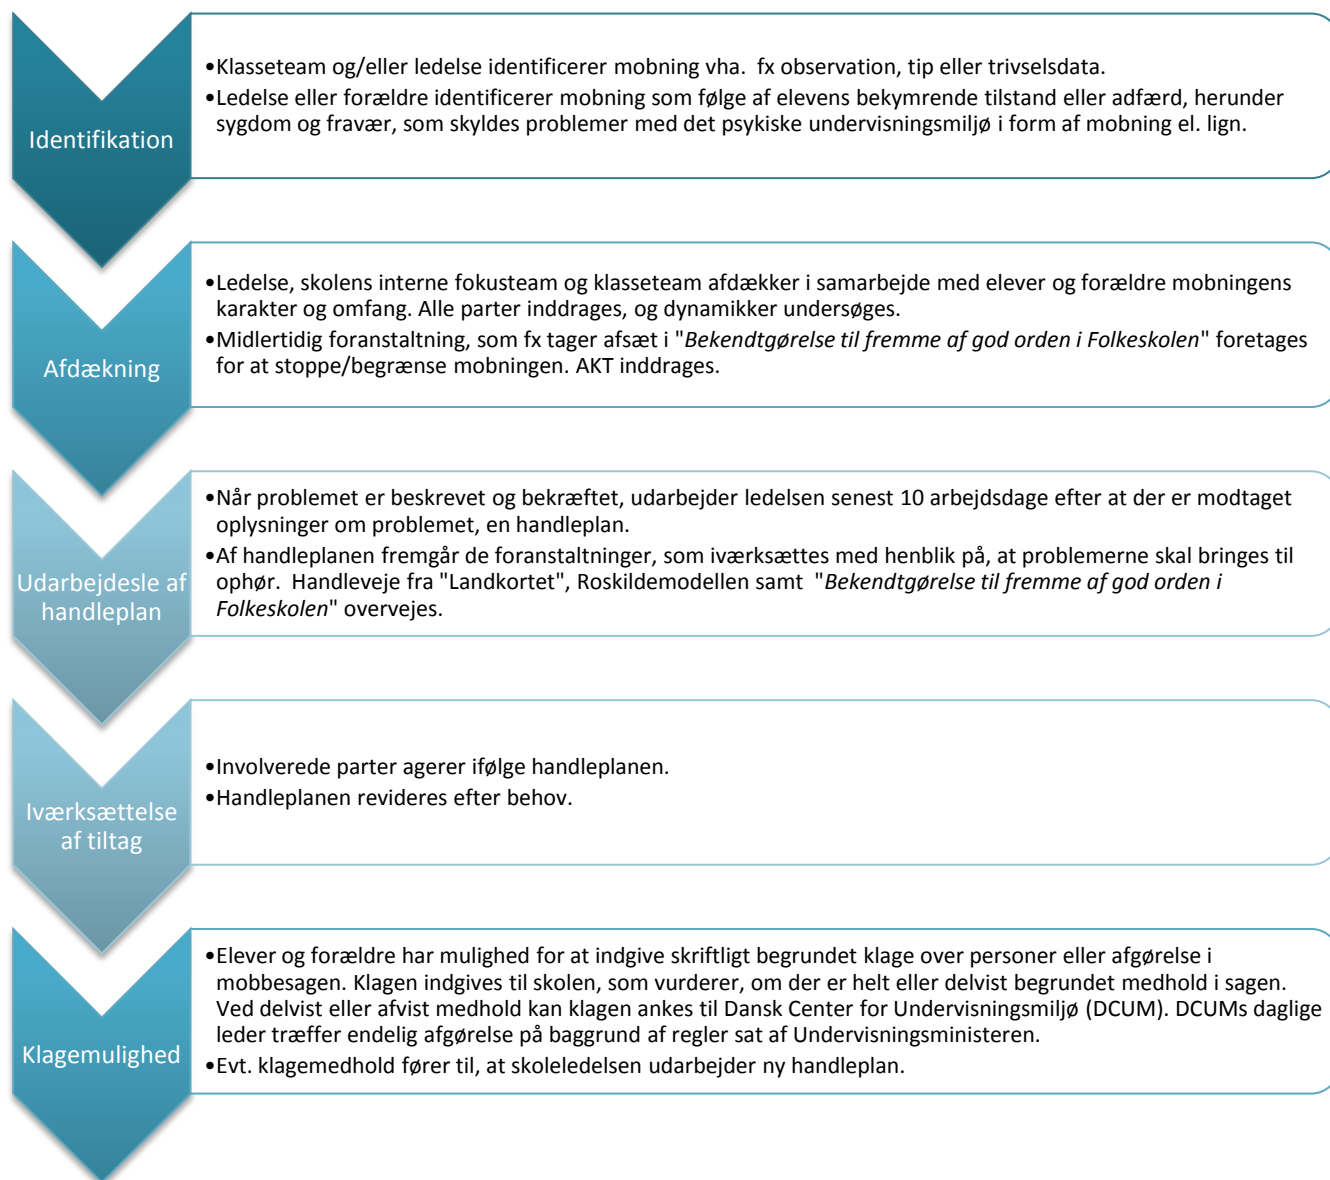 Identifikation
•Klasseteam og/eller ledelse identificerer mobning vha.  fx observation, tip eller trivselsdata.
•Ledelse eller forældre identificerer mobning som følge af elevens bekymrende tilstand eller adfærd, herunder
sygdom og fravær, som skyldes problemer med det psykiske undervisningsmiljø i form af mobning el. lign.
Afdækning
•Ledelse, skolens interne fokusteam og klasseteam afdækker i samarbejde med elever og forældre mobningens
karakter og omfang. Alle parter inddrages, og dynamikker undersøges.
•Midlertidig foranstaltning, som fx tager afsæt i "Bekendtgørelse til fremme af god orden i Folkeskolen" foretages
for at stoppe/begrænse mobningen. AKT inddrages.
Udarbejdesle af
handleplan
•Når problemet er beskrevet og bekræftet, udarbejder ledelsen senest 10 arbejdsdage efter at der er modtaget
oplysninger om problemet, en handleplan.
•Af handleplanen fremgår de foranstaltninger, som iværksættes med henblik på, at problemerne skal bringes til
ophør.  Handleveje fra "Landkortet", Roskildemodellen samt  "Bekendtgørelse til fremme af god orden i
Folkeskolen" overvejes.
Iværksættelse
af tiltag
•Involverede parter agerer ifølge handleplanen.
•Handleplanen revideres efter behov.
Klagemulighed
•Elever og forældre har mulighed for at indgive skriftligt begrundet klage over personer eller afgørelse i
mobbesagen. Klagen indgives til skolen, som vurderer, om der er helt eller delvist begrundet medhold i sagen.
Ved delvist eller afvist medhold kan klagen ankes til Dansk Center for Undervisningsmiljø (DCUM). DCUMs daglige
leder træffer endelig afgørelse på baggrund af regler sat af Undervisningsministeren.
•Evt. klagemedhold fører til, at skoleledelsen udarbejder ny handleplan.